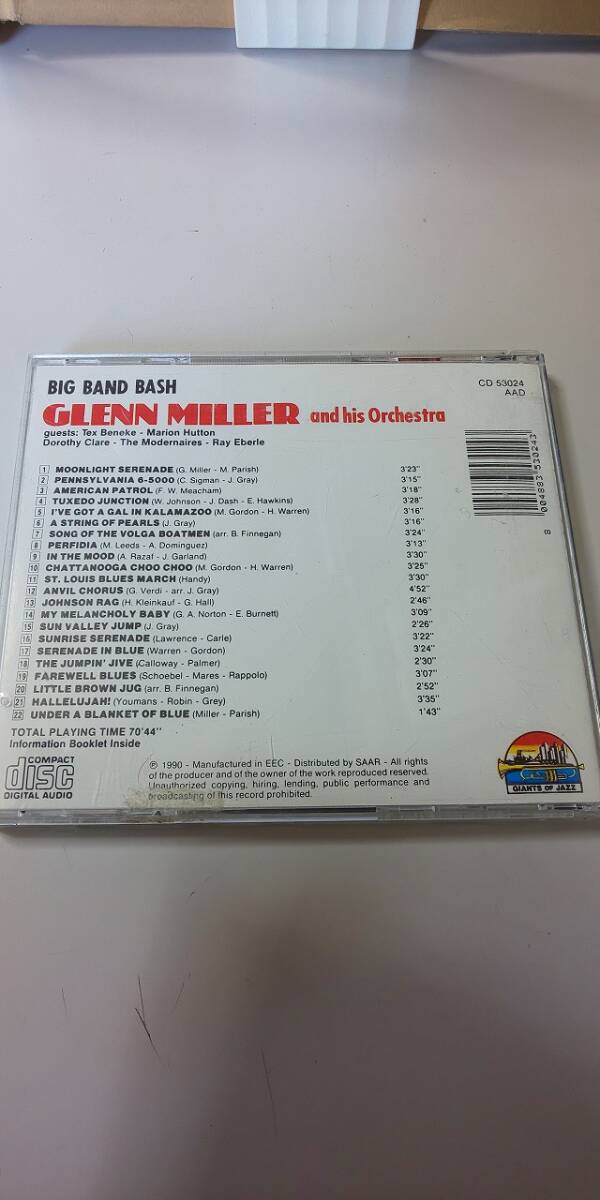 BIG BAND BASH
CD 53024
AAD
GLENN MILLER and his Orchestra
guests: Tex Beneke - Marion Hutton
Dorothy Clare - The Modernaires - Ray Eberle
1 MOONLIGHT SERENADE (G. Miller - M. Parish) 3'23"
2 PENNSYLVANIA 6-5000 (C. Sigman - J. Gray) 3'15"
3 AMERICAN PATROL (F. W. Meacham) 3'18"
4 TUXEDO JUNCTION (W. Johnson - J. Dash - E. Hawkins) 3'28"
5 I'VE GOT A GAL IN KALAMAZOO (M. Gordon - H. Warren) 3'16"
6 A STRING OF PEARLS (J. Gray) 3'16"
7 SONG OF THE VOLGA BOATMEN (arr. B. Finnegan) 3'24"
8 PERFIDIA (M. Leeds - A. Dominguez) 3'13"
9 IN THE MOOD (A. Razaf - J. Garland) 3'30"
10 CHATTANOOGA CHOO CHOO (M. Gordon - H. Warren) 3'25"
11 ST. LOUIS BLUES MARCH (Handy) 3'30"
12 ANVIL CHORUS (G. Verdi - arr. J. Gray) 4'52"
13 JOHNSON RAG (H. Kleinkauf - G. Hall) 2'46"
14 MY MELANCHOLY BABY (G. A. Norton - E. Burnett) 3'09"
15 SUN VALLEY JUMP (J. Gray) 2'26"
16 SUNRISE SERENADE (Lawrence - Carle) 3'22"
17 SERENADE IN BLUE (Warren - Gordon) 3'24"
18 THE JUMPIN' JIVE (Calloway - Palmer) 2'30"
19 FAREWELL BLUES (Schoebel - Mares - Rappolo) 3'07"
20 LITTLE BROWN JUG (arr. B. Finnegan) 2'52"
21 HALLELUJAH! (Youmans - Robin - Grey) 3'35"
22 UNDER A BLANKET OF BLUE (Miller - Parish) 1'43"
004883 530243
8
TOTAL PLAYING TIME 70'44"
Information Booklet Inside
COMPACT
disc
DIGITAL AUDIO
℗ 1990 - Manufactured in EEC - Distributed by SAAR - All rights
of the producer and of the owner of the work reproduced reserved.
Unauthorized copying, hiring, lending, public performance and
broadcasting of this record prohibited.
GIANTS OF JAZZ